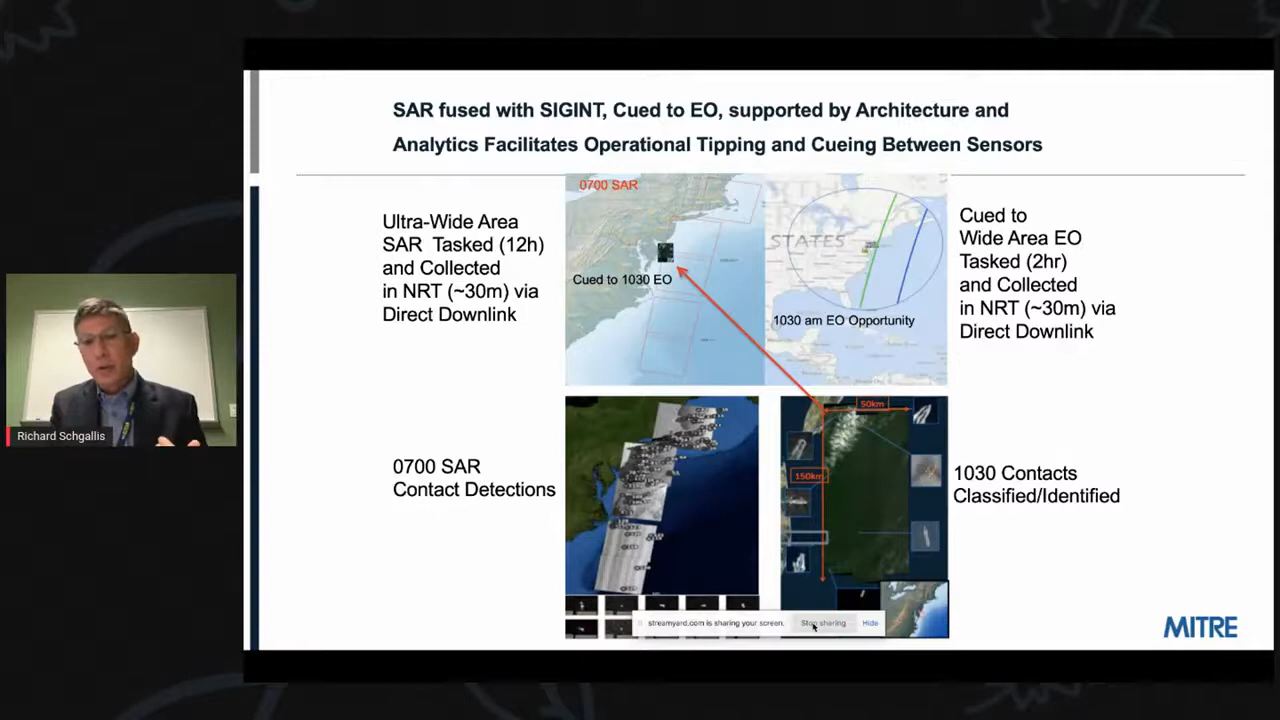 SAR fused with SIGINT, Cued to EO, supported by Architecture and
Analytics Facilitates Operational Tipping and Cueing Between Sensors
Ultra-Wide Area
SAR Tasked (12h)
and Collected
in NRT (~30m) via
Direct Downlink
0700 SAR
Cued to 1030 EO
STATES
1030 am EO Opportunity
Cued to
Wide Area EO
Tasked (2hr)
and Collected
in NRT (~30m) via
Direct Downlink
0700 SAR
Contact Detections
50km
150km
1030 Contacts
Classified/Identified
Richard Schgallis
streamyard.com is sharing your screen.
Stop sharing
Hide
MITRE